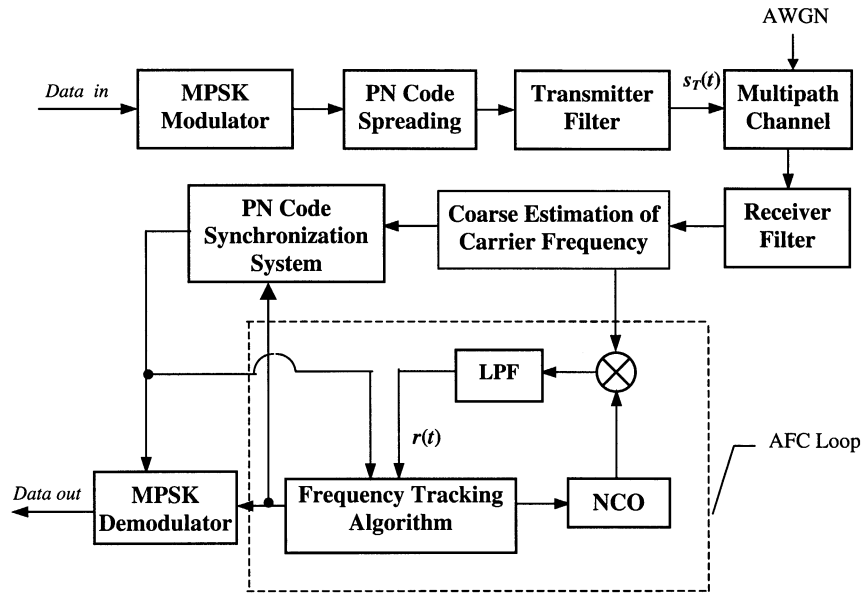 AWGN
Data in
MPSK
Modulator
PN Code
Spreading
Transmitter
Filter
s_T(t)
Multipath
Channel
PN Code
Synchronization
System
Coarse Estimation of
Carrier Frequency
Receiver
Filter
LPF
r(t)
AFC Loop
Data out
MPSK
Demodulator
Frequency Tracking
Algorithm
NCO